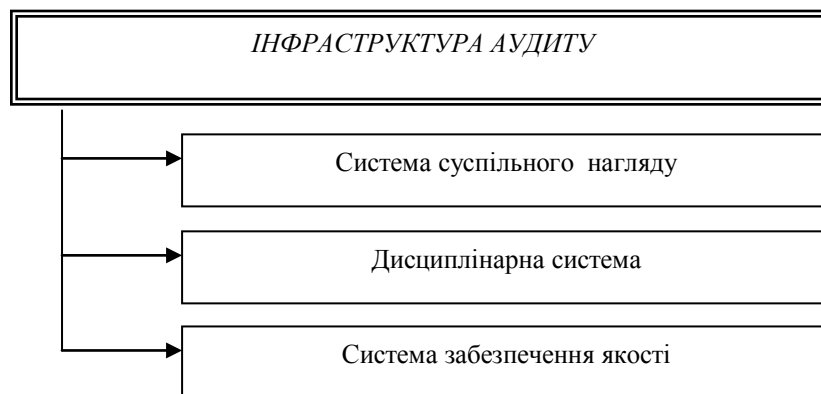 ІНФРАСТРУКТУРА АУДИТУ
Система суспільного нагляду
Дисциплінарна система
Система забезпечення якості